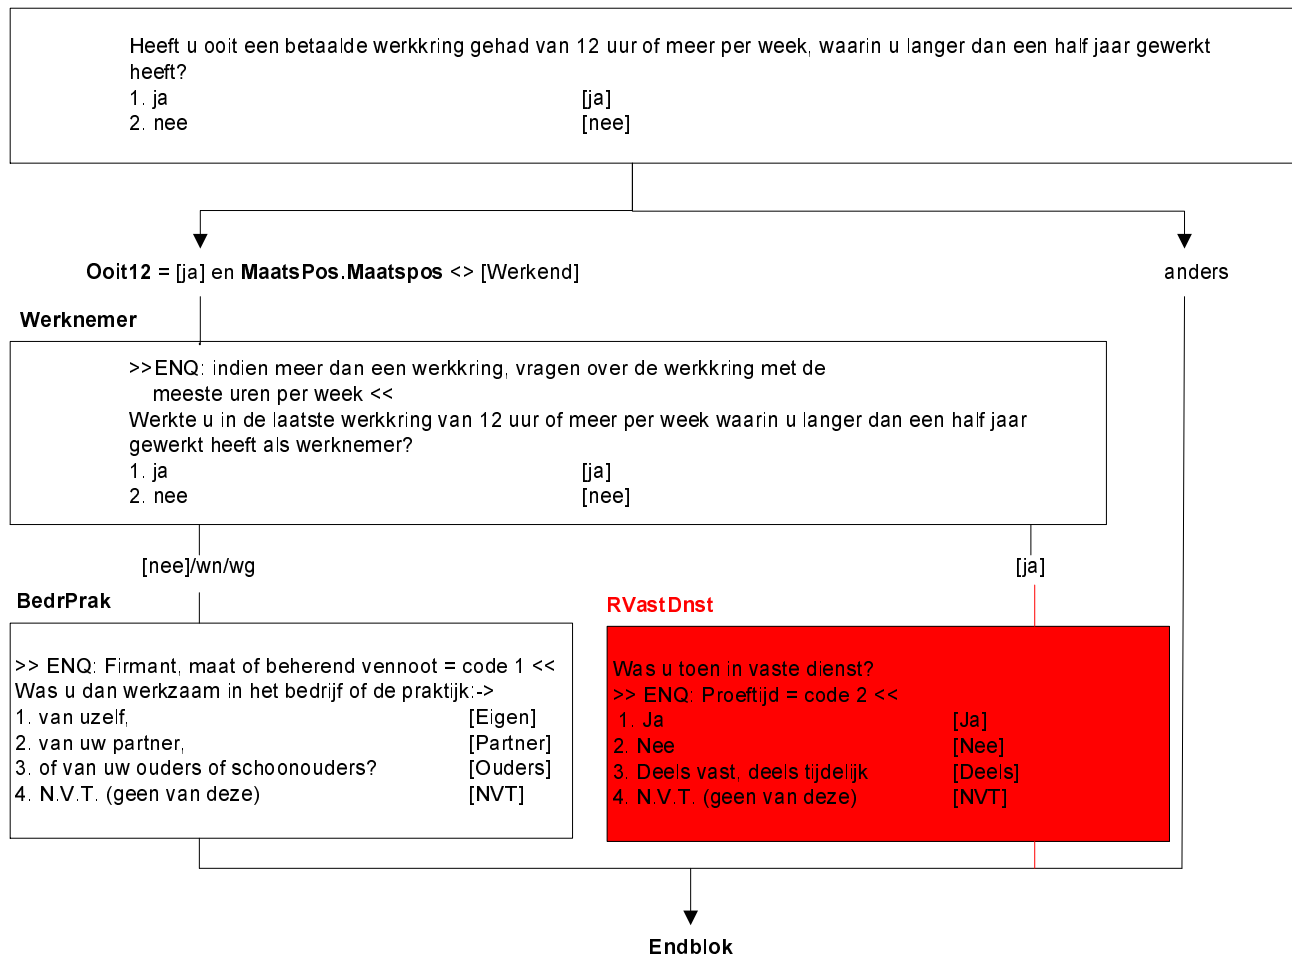 Heeft u ooit een betaalde werkkring gehad van 12 uur of meer per week, waarin u langer dan een half jaar gewerkt
heeft?
1. ja [ja]
2. nee [nee]
Ooit12 = [ja] en MaatsPos.Maatspos <> [Werkend]
anders
Werknemer
>>ENQ: indien meer dan een werkkring, vragen over de werkkring met de
meeste uren per week <<
Werkte u in de laatste werkkring van 12 uur of meer per week waarin u langer dan een half jaar
gewerkt heeft als werknemer?
1. ja [ja]
2. nee [nee]
[nee]/wn/wg
[ja]
BedrPrak
>> ENQ: Firmant, maat of beherend vennoot = code 1 <<
Was u dan werkzaam in het bedrijf of de praktijk:->
1. van uzelf, [Eigen]
2. van uw partner, [Partner]
3. of van uw ouders of schoonouders? [Ouders]
4. N.V.T. (geen van deze) [NVT]
RVastDnst
Was u toen in vaste dienst?
>> ENQ: Proeftijd = code 2 <<
1. Ja [Ja]
2. Nee [Nee]
3. Deels vast, deels tijdelijk [Deels]
4. N.V.T. (geen van deze) [NVT]
Endblok